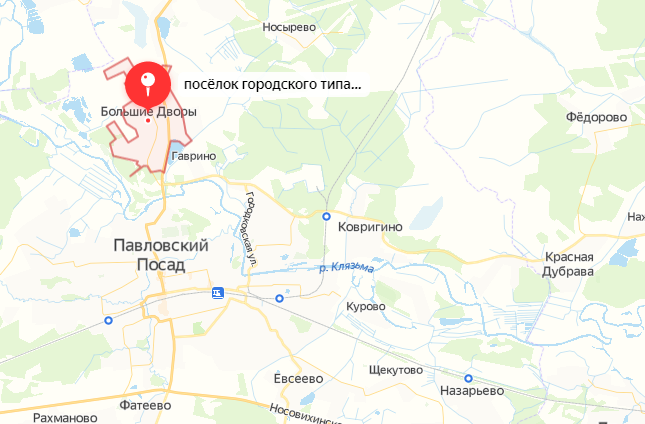 Носырево
посёлок городского типа...
Большие Дворы
Фёдорово
Гаврино
Городковская ул.
Ковригино
Павловский
Посад
Красная
Дубрава
р. Клязьма
Курово
Щекутово
Евсеево
Назарьево
Фатеево
Рахманово